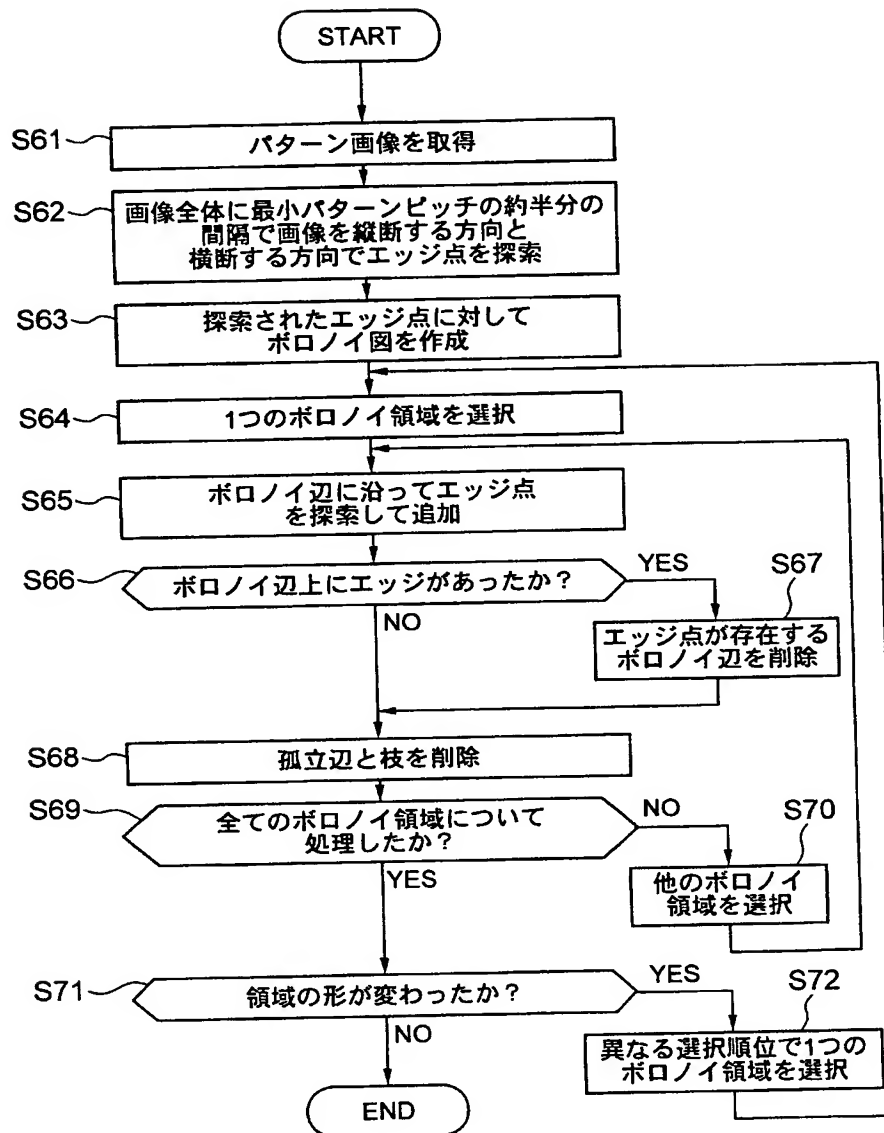 START
S61
パターン画像を取得
S62
画像全体に最小パターンピッチの約半分の
間隔で画像を縦断する方向と
横断する方向でエッジ点を探索
S63
探索されたエッジ点に対して
ボロノイ図を作成
S64
1つのボロノイ領域を選択
S65
ボロノイ辺に沿ってエッジ点
を探索して追加
S66
ボロノイ辺上にエッジがあったか？
YES
NO
S67
エッジ点が存在する
ボロノイ辺を削除
S68
孤立辺と枝を削除
S69
全てのボロノイ領域について
処理したか？
NO
YES
S70
他のボロノイ
領域を選択
S71
領域の形が変わったか？
YES
NO
S72
異なる選択順位で1つの
ボロノイ領域を選択
END